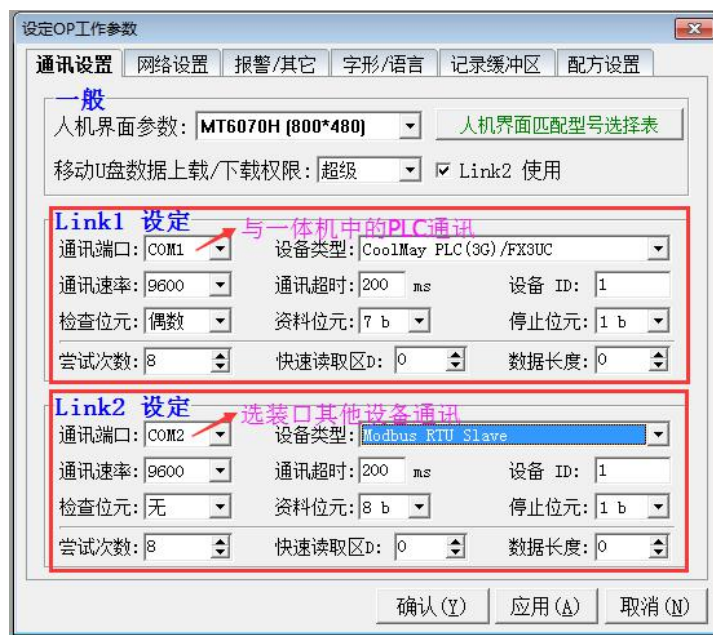 设定OP工作参数
通讯设置 网络设置 报警/其它 字形/语言 记录缓冲区 配方设置
一般
人机界面参数: MT6070H (800*480) 人机界面匹配型号选择表
移动U盘数据上载/下载权限: 超级 Link2 使用
Link1 设定 与一体机中的PLC通讯
通讯端口: COM1 设备类型: CoolMay PLC(3G)/FX3UC
通讯速率: 9600 通讯超时: 200 ms 设备 ID: 1
检查位元: 偶数 资料位元: 7 b 停止位元: 1 b
尝试次数: 8 快速读取区D: 0 数据长度: 0
Link2 设定 选装口其他设备通讯
通讯端口: COM2 设备类型: Modbus RTU Slave
通讯速率: 9600 通讯超时: 200 ms 设备 ID: 1
检查位元: 无 资料位元: 8 b 停止位元: 1 b
尝试次数: 8 快速读取区D: 0 数据长度: 0
确认(Y) 应用(A) 取消(N)